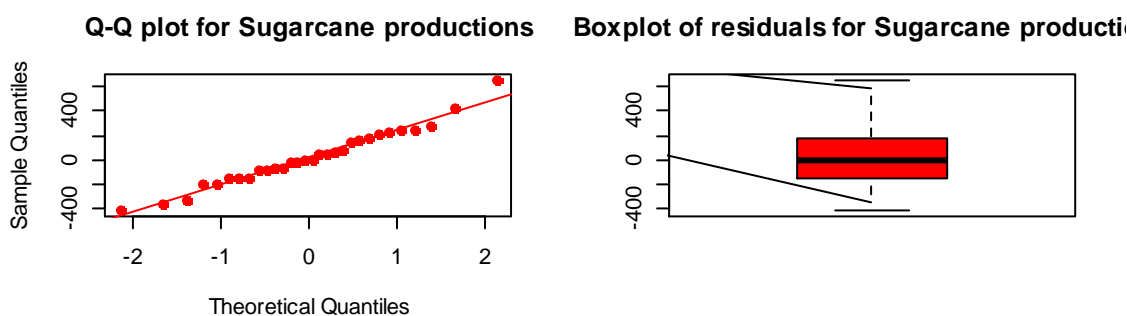 Q-Q plot for Sugarcane productions
Sample Quantiles
400
0
-400
-2
-1
0
1
2
Theoretical Quantiles
Boxplot of residuals for Sugarcane producti
400
0
-400